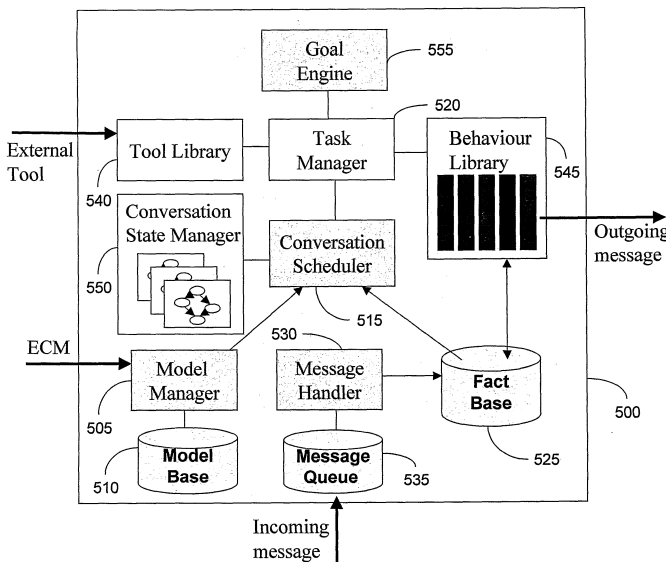 Goal
Engine
555
520
External
Tool
Tool Library
540
Task
Manager
Behaviour
Library
545
Outgoing
message
Conversation
State Manager
550
Conversation
Scheduler
515
ECM
Model
Manager
505
530
Message
Handler
Fact
Base
525
500
Model
Base
510
Message
Queue
535
Incoming
message